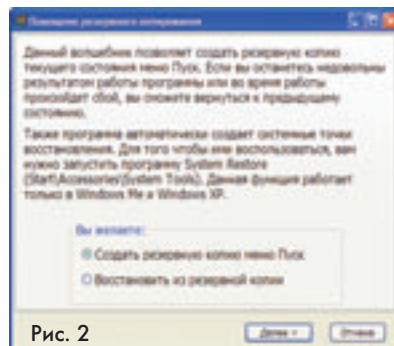 Помощник резервного копирования
Данный волшебник позволяет создать резервную копию
текущего состояния меню Пуск. Если вы останетесь недовольны
результатом работы программы или во время работы
произойдет сбой, вы сможете вернуться к предыдущему
состоянию.
Также программа автоматически создает системные точки
восстановления. Для того чтобы ими воспользоваться, вам
нужно запустить программу System Restore
(Start\Accessories\System Tools). Данная функция работает
только в Windows Me и Windows XP.
Вы желаете:
Создать резервную копию меню Пуск
Восстановить из резервной копии
Рис. 2
Далее >
Отмена